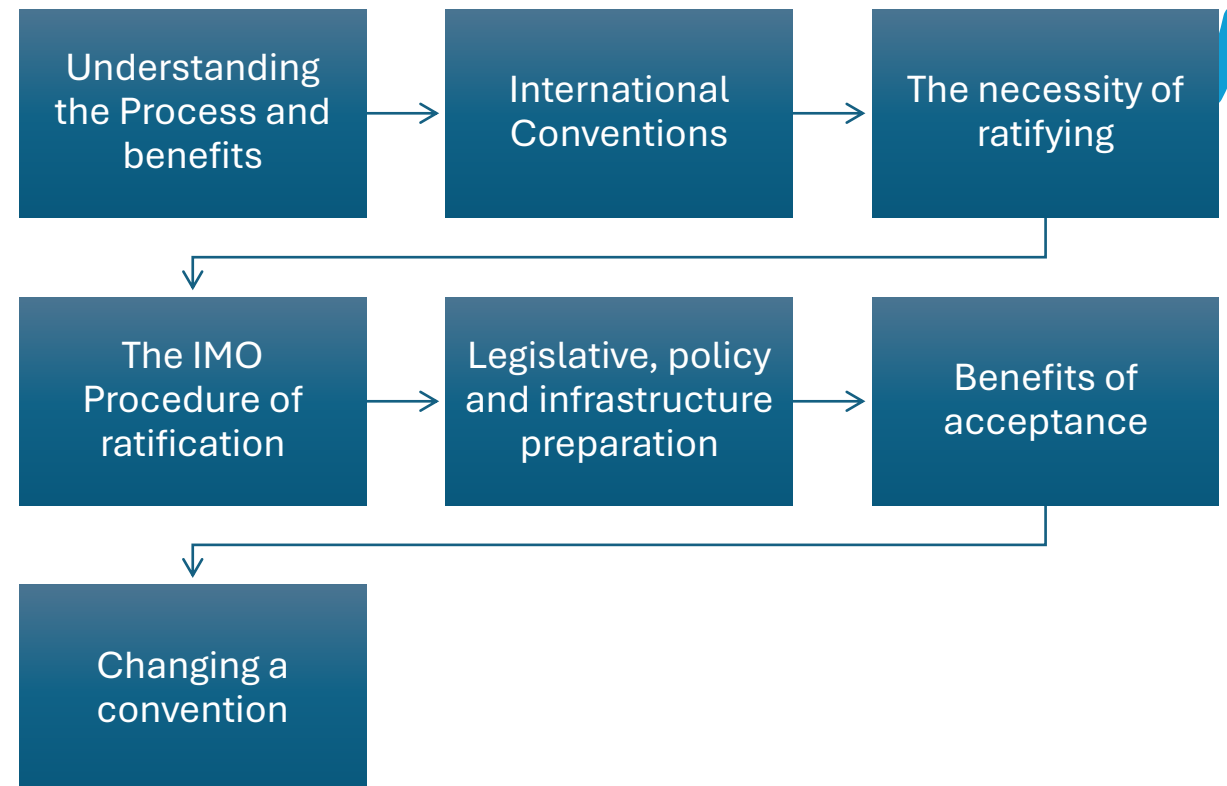 Understanding
the Process and
benefits
International
Conventions
The necessity of
ratifying
The IMO
Procedure of
ratification
Legislative, policy
and infrastructure
preparation
Benefits of
acceptance
Changing a
convention